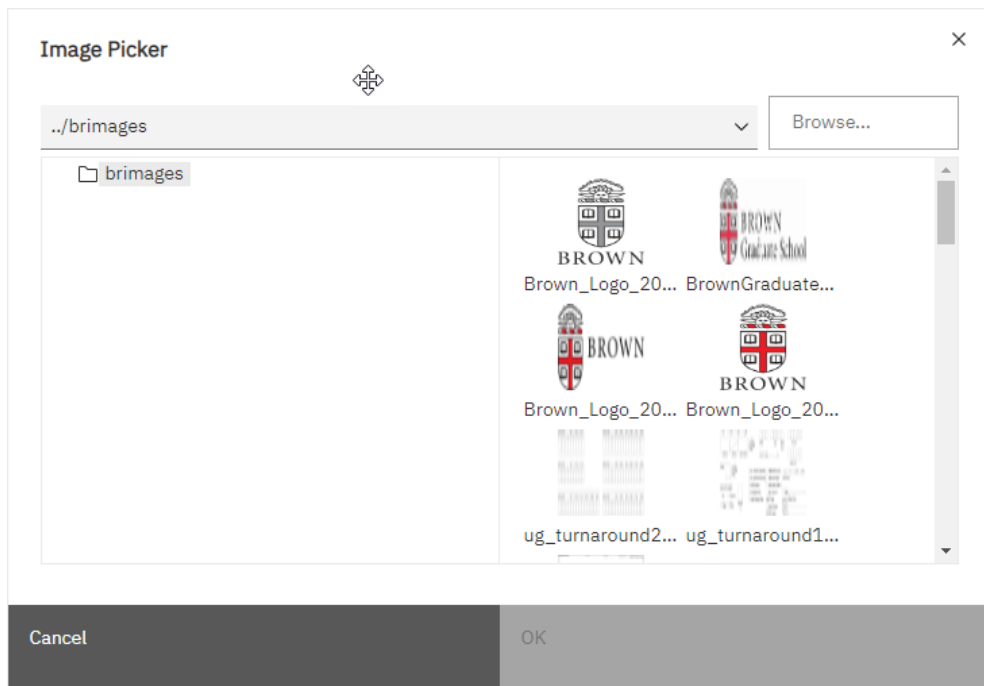 Image Picker
../brimages
Browse...
brimages
BROWN
BROWN
Graduate School
Brown_Logo_20... BrownGraduate...
BROWN
BROWN
Brown_Logo_20... Brown_Logo_20...
ug_turnaround2... ug_turnaround1...
Cancel
OK